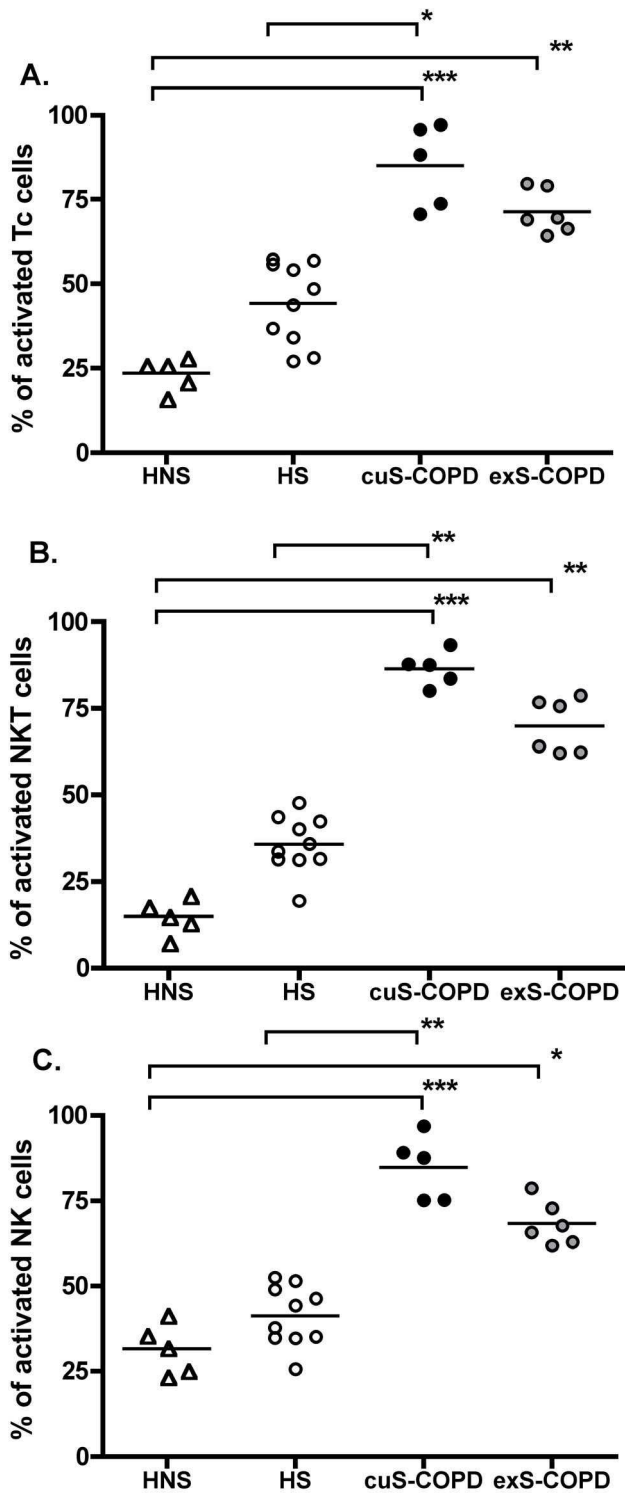 *
**
A.
***
% of activated Tc cells
100
75
50
25
0
HNS HS cuS-COPD exS-COPD
**
B.
**
***
% of activated NKT cells
100
75
50
25
0
HNS HS cuS-COPD exS-COPD
**
C.
*
***
% of activated NK cells
100
75
50
25
0
HNS HS cuS-COPD exS-COPD